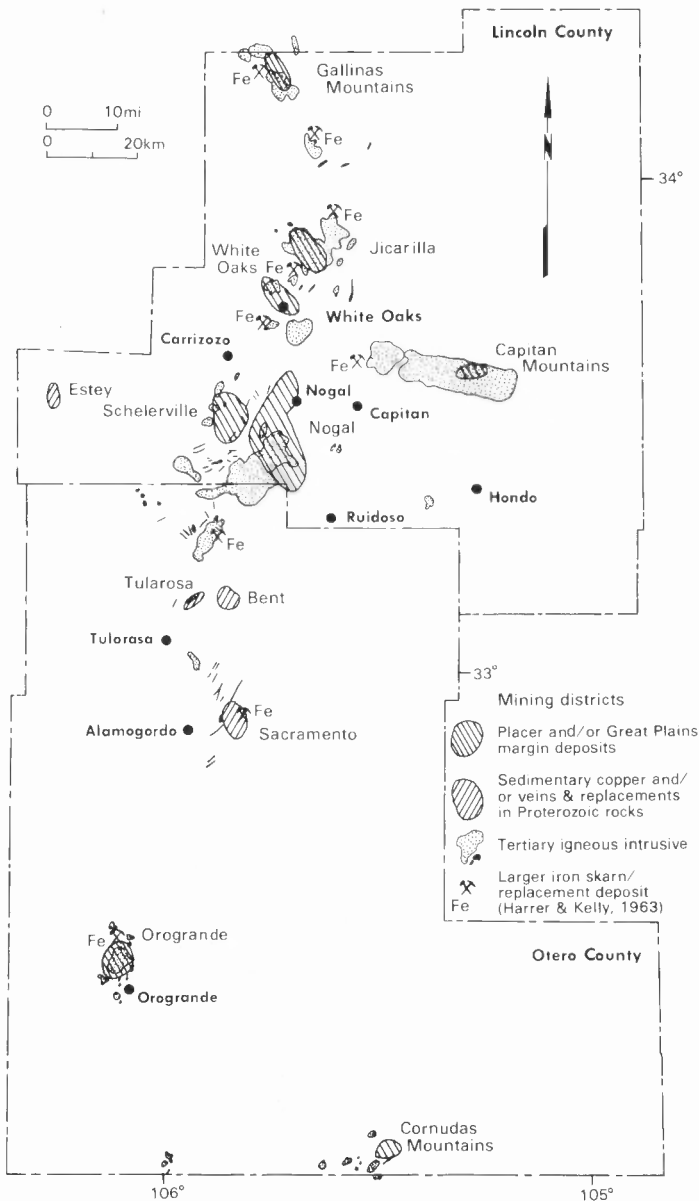 Lincoln County
Fe
Gallinas
Mountains
0 10mi
0 20km
Fe
N
34°
Fe
White
Oaks Fe
Jicarilla
Fe
White Oaks
Carrizozo
Fe
Capitan
Mountains
Estey
Schelerville
Nogal
Capitan
Nogal
Hondo
Ruidoso
Fe
Tularosa
Bent
Tulorasa
33°
Mining districts
Fe
Alamogordo
Sacramento
Placer and/or Great Plains
margin deposits
Sedimentary copper and/
or veins & replacements
in Proterozoic rocks
Tertiary igneous intrusive
Larger iron skarn/
replacement deposit
Fe (Harrer & Kelly, 1963)
Fe Orogrande
Otero County
Orogrande
Cornudas
Mountains
106°
105°